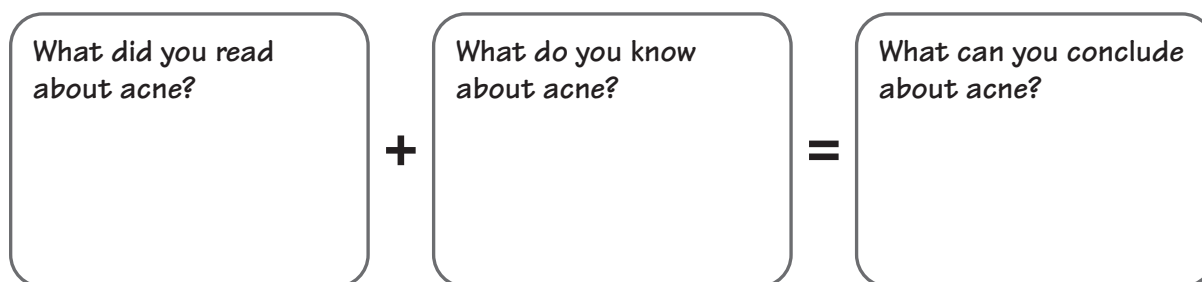 What did you read
about acne?
+
What do you know
about acne?
=
What can you conclude
about acne?